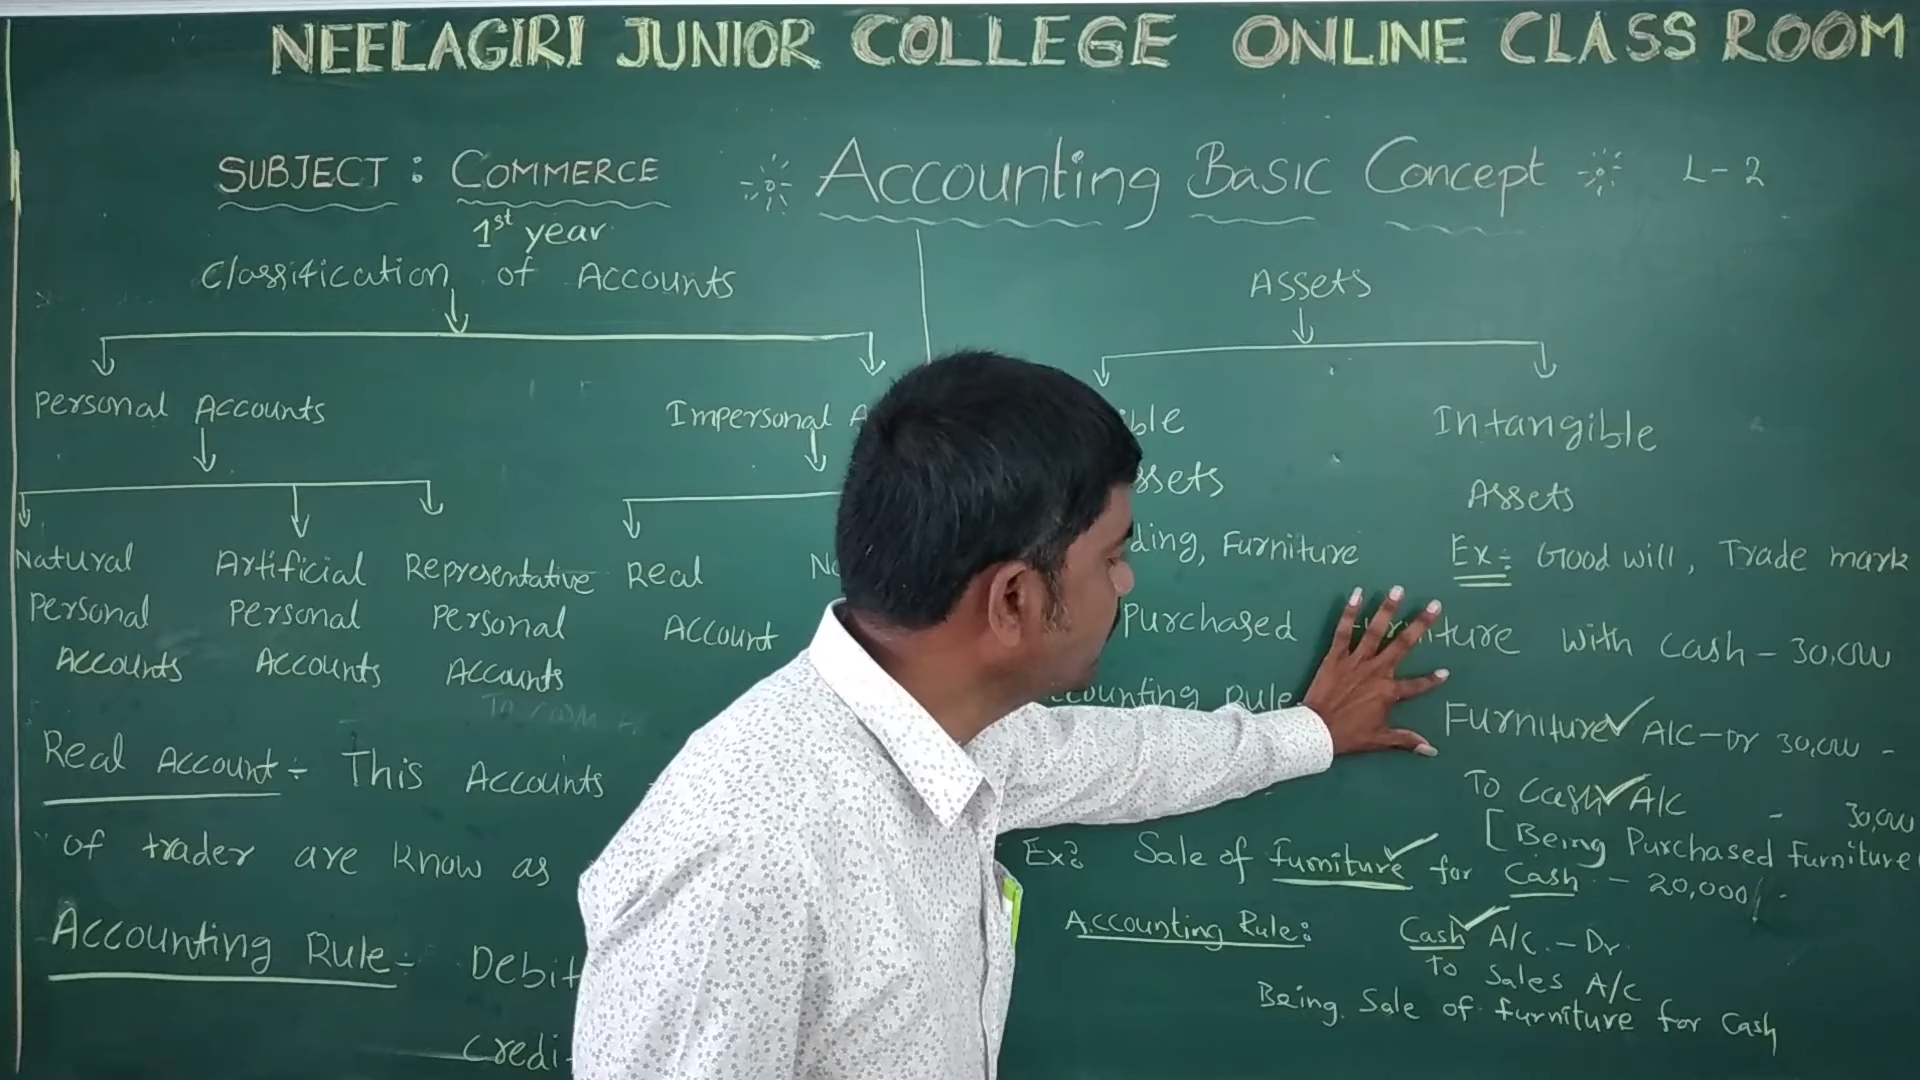 NEELAGIRI JUNIOR COLLEGE ONLINE CLASS ROOM
SUBJECT : COMMERCE
1st year
Accounting BASIC Concept
L-2
Classification of Accounts
Personal Accounts
Impersonal
Natural Personal Accounts
Artificial Personal Accounts
Representative Personal Accounts
Real Account
Real Account :- This Accounts
of trader are know as
Accounting Rule :- Debit
Assets
Intangible
Assets
Furniture
Ex :- Good will, Trade mark
Purchased Furniture with Cash - 30,000
Rule
Furniture A/C - Dr 30,000 -
To Cash A/C - 30,000
[Being Purchased Furniture
Ex: Sale of furniture for Cash - 20,000/-
Accounting Rule: Cash A/c. - Dr.
To Sales A/c
Being Sale of furniture for Cash